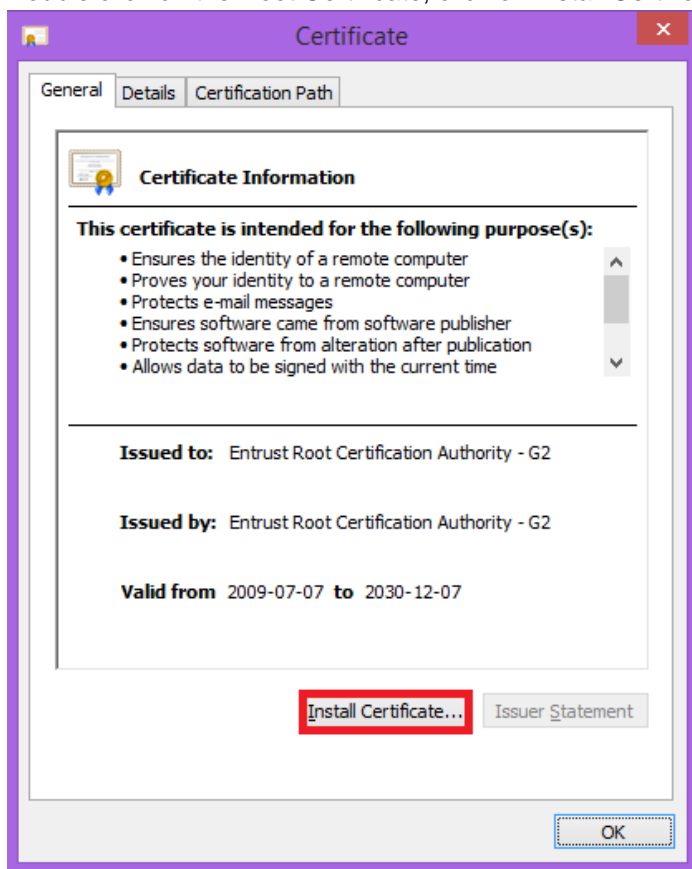 Certificate
General Details Certification Path
Certificate Information
This certificate is intended for the following purpose(s):
• Ensures the identity of a remote computer
• Proves your identity to a remote computer
• Protects e-mail messages
• Ensures software came from software publisher
• Protects software from alteration after publication
• Allows data to be signed with the current time
Issued to: Entrust Root Certification Authority - G2
Issued by: Entrust Root Certification Authority - G2
Valid from 2009-07-07 to 2030-12-07
Install Certificate... Issuer Statement
OK